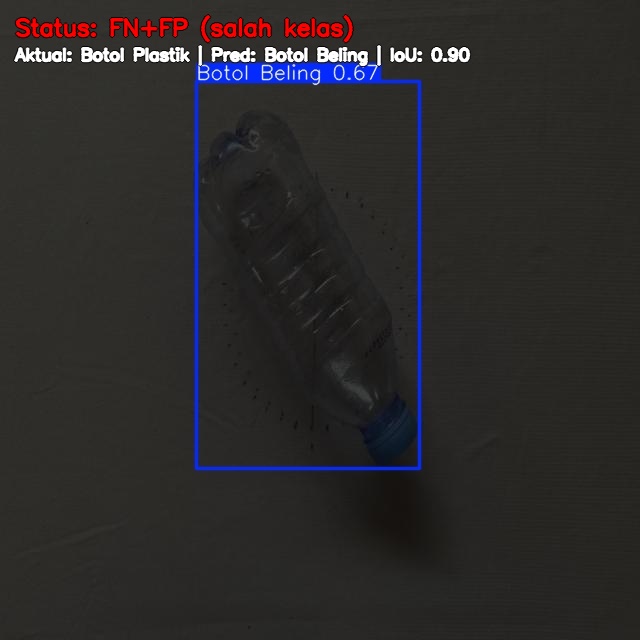 Status: FN+FP (salah kelas)
Aktual: Botol Plastik | Pred: Botol Beling | IoU: 0.90
Botol Beling 0.67